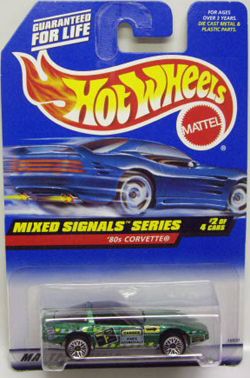 GUARANTEED
FOR LIFE
FOR AGES
OVER 3 YEARS.
DIE CAST METAL &
PLASTIC PARTS.
Hot Wheels
MATTEL
MIXED SIGNALS™ SERIES
'80s CORVETTE®
#2 OF
4 CARS